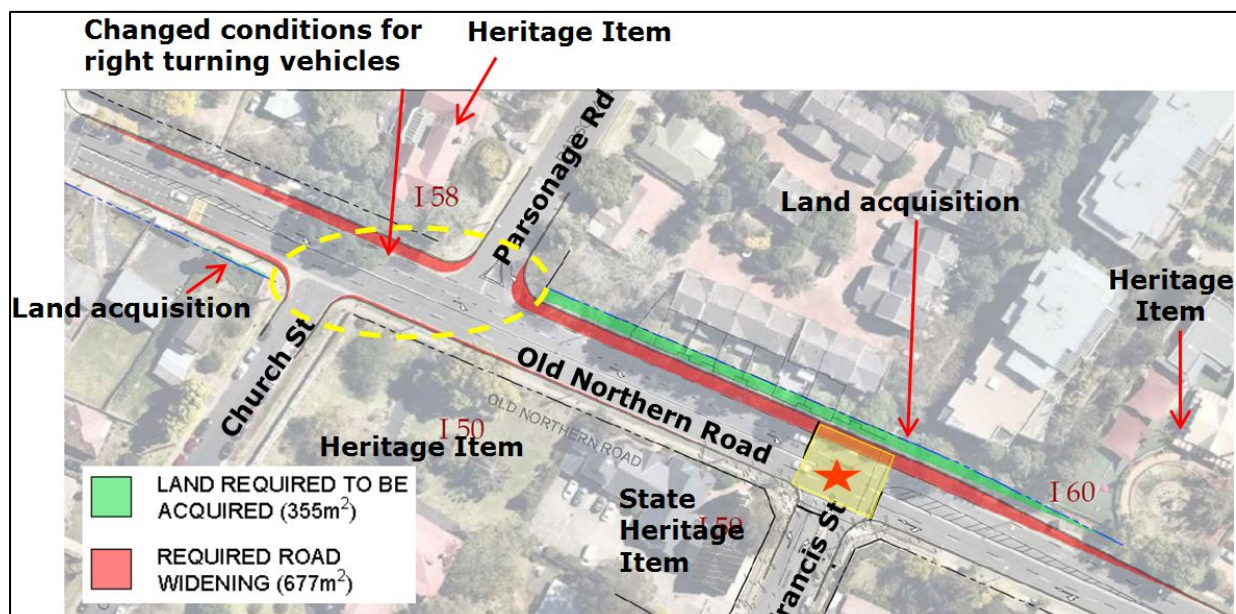 Changed conditions for
right turning vehicles
Heritage Item
Parsonage Rd
I 58
Land acquisition
Heritage
Item
Land acquisition
Church St
Old Northern Road
OLD NORTHERN ROAD
I 50
Heritage Item
I 60
State
Heritage
Item
rancis St
LAND REQUIRED TO BE
ACQUIRED (355m²)
REQUIRED ROAD
WIDENING (677m²)